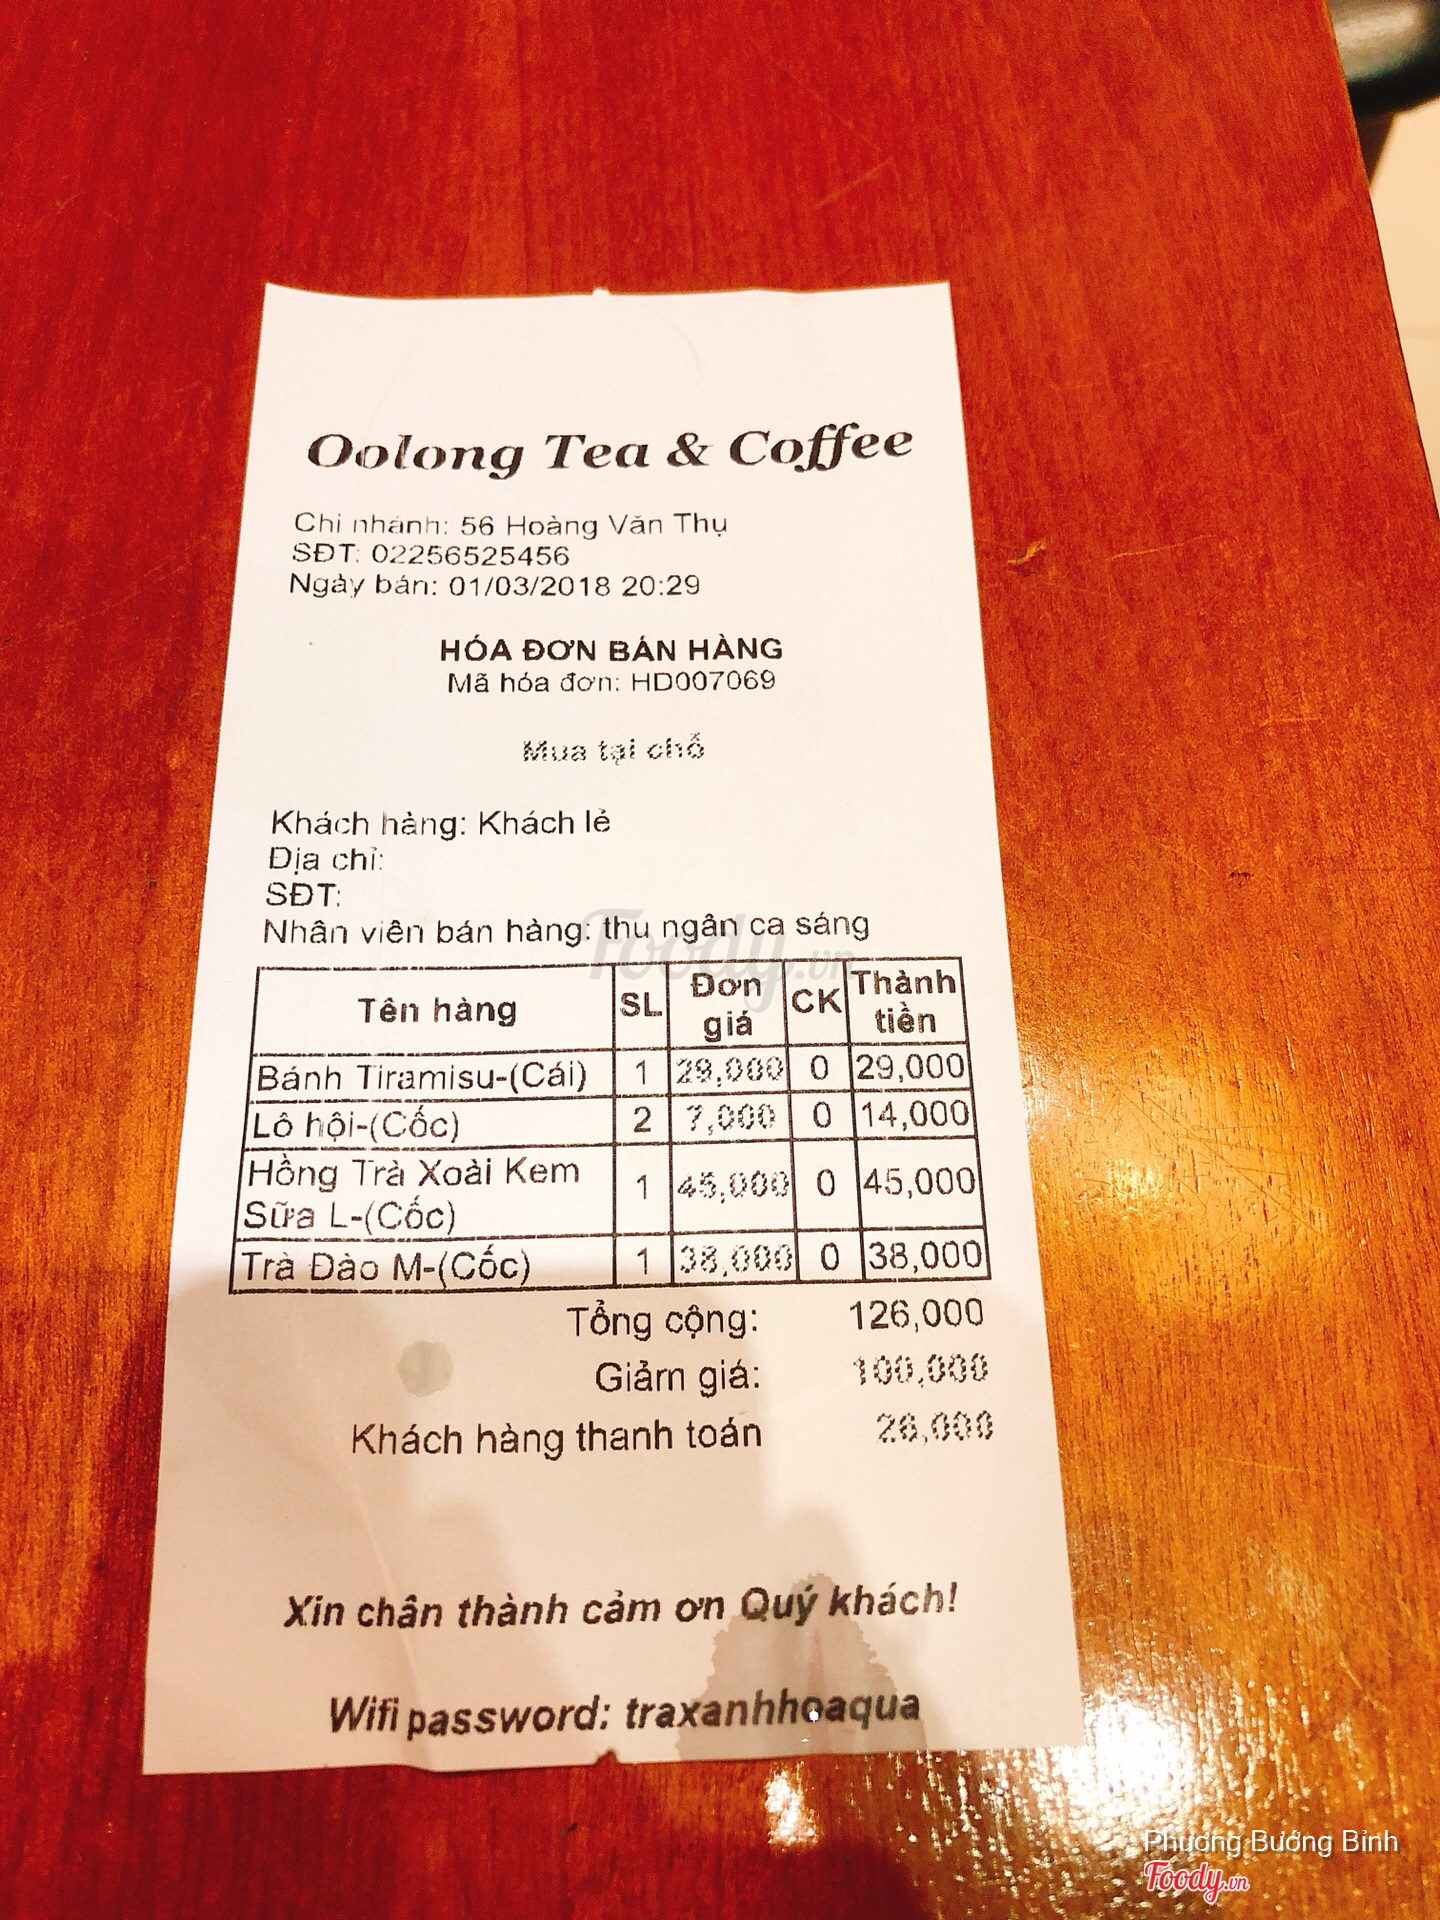 Oolong Tea & Coffee
Chi nhánh: 56 Hoàng Văn Thụ
SĐT: 02256525456
Ngày bán: 01/03/2018 20:29
HÓA ĐƠN BÁN HÀNG
Mã hóa đơn: HD007069
Mua tại chỗ
Khách hàng: Khách lẻ
Địa chỉ:
SĐT:
Nhân viên bán hàng: thu ngân ca sáng
Foody.vn
Tên hàng SL Đơn giá CK Thành tiền
Bánh Tiramisu-(Cái) 1 29,000 0 29,000
Lô hội-(Cốc) 2 7,000 0 14,000
Hồng Trà Xoài Kem
Sữa L-(Cốc) 1 45,000 0 45,000
Trà Đào M-(Cốc) 1 38,000 0 38,000
Tổng cộng: 126,000
Giảm giá: 100,000
Khách hàng thanh toán 26,000
Xin chân thành cảm ơn Quý khách!
Wifi password: traxanhhoaqua
Phương Bướng Bỉnh
Foody.vn